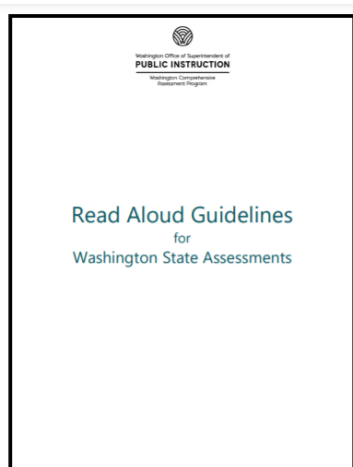 Washington Office of Superintendent of
PUBLIC INSTRUCTION
Washington Comprehensive
Assessment Program
Read Aloud Guidelines
for
Washington State Assessments